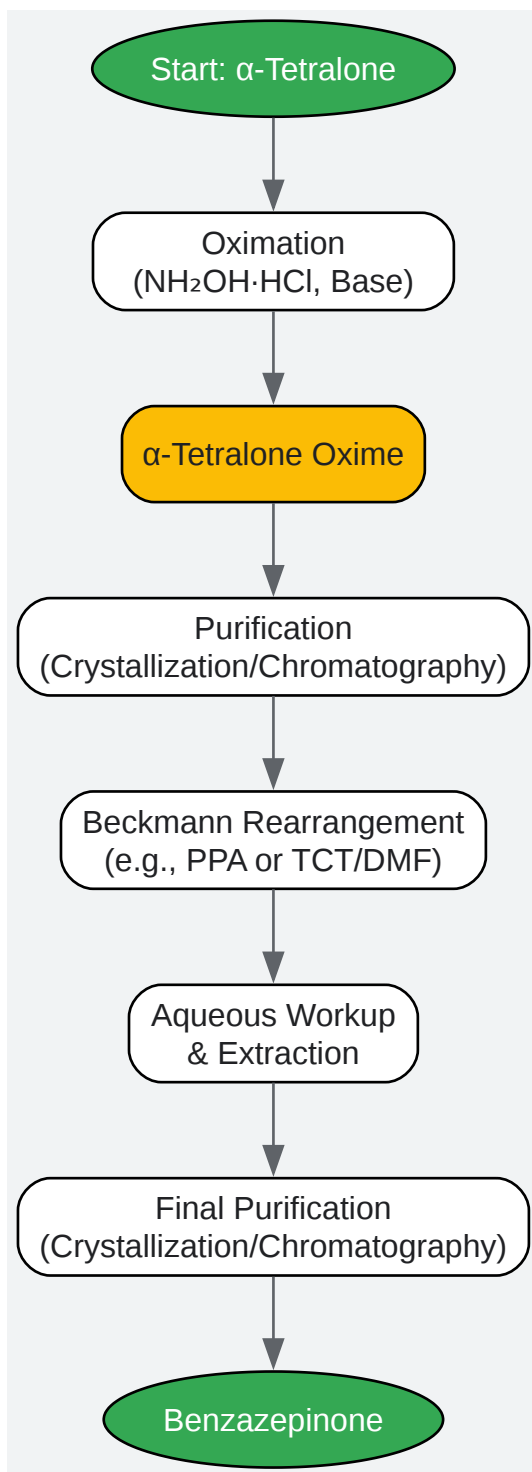 Start: α-Tetralone
Oximation
(NH₂OH·HCl, Base)
α-Tetralone Oxime
Purification
(Crystallization/Chromatography)
Beckmann Rearrangement
(e.g., PPA or TCT/DMF)
Aqueous Workup
& Extraction
Final Purification
(Crystallization/Chromatography)
Benzazepinone